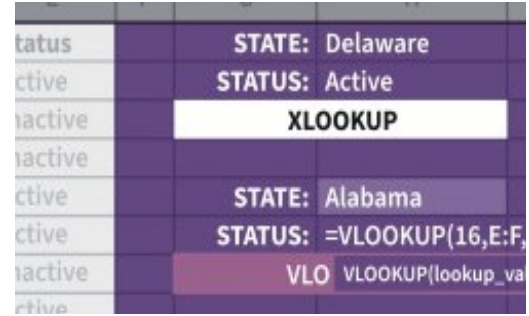 tatus STATE: Delaware
ctive STATUS: Active
nactive XLOOKUP
nactive
ctive STATE: Alabama
ctive STATUS: =VLOOKUP(16,E:F,
nactive VLO VLOOKUP(lookup_val
ctive